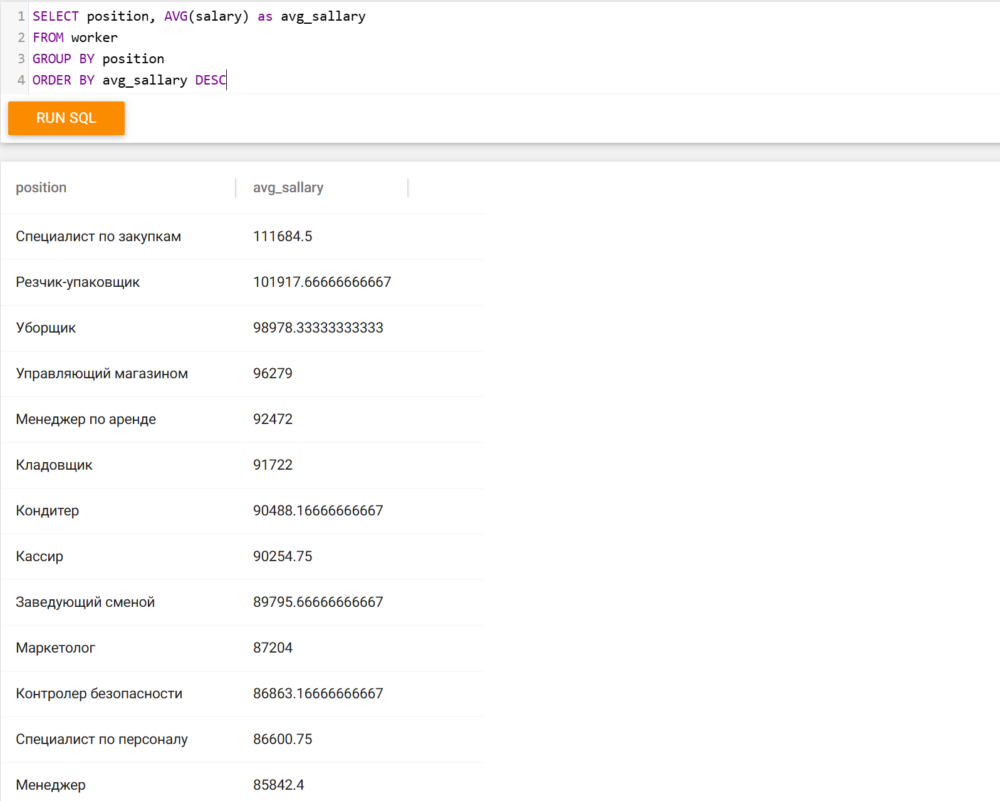 1 SELECT position, AVG(salary) as avg_sallary
2 FROM worker
3 GROUP BY position
4 ORDER BY avg_sallary DESC
RUN SQL
position avg_sallary
Специалист по закупкам 111684.5
Резчик-упаковщик 101917.66666666667
Уборщик 98978.33333333333
Управляющий магазином 96279
Менеджер по аренде 92472
Кладовщик 91722
Кондитер 90488.16666666667
Кассир 90254.75
Заведующий сменой 89795.66666666667
Маркетолог 87204
Контролер безопасности 86863.16666666667
Специалист по персоналу 86600.75
Менеджер 85842.4